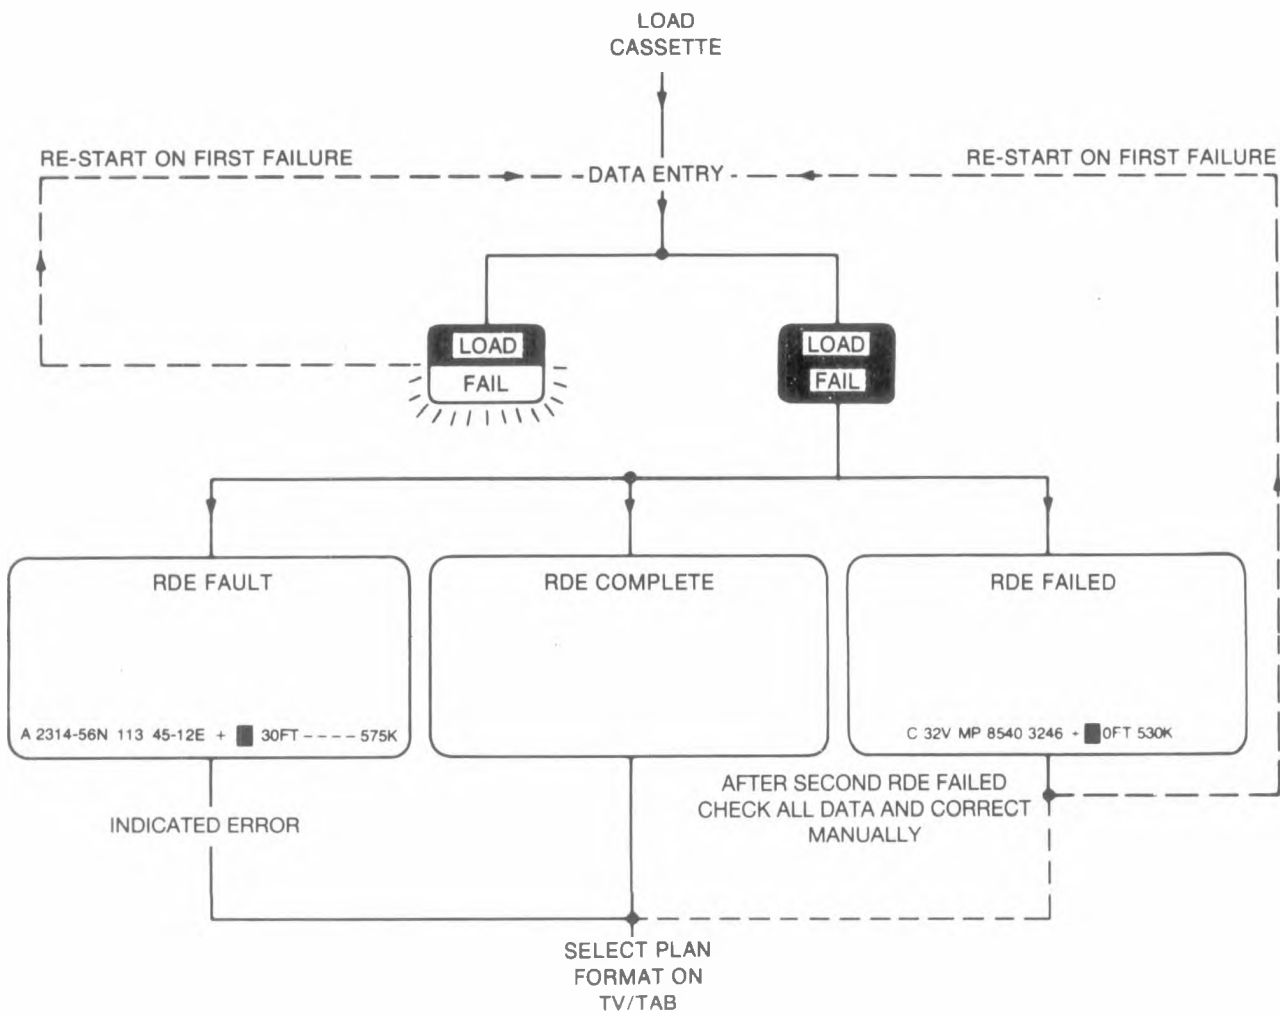 LOAD
CASSETTE
RE-START ON FIRST FAILURE
RE-START ON FIRST FAILURE
DATA ENTRY
LOAD
FAIL
LOAD
FAIL
RDE FAULT
A 2314-56N 113 45-12E + █ 30FT ---- 575K
RDE COMPLETE
RDE FAILED
C 32V MP 8540 3246 - █0FT 530K
INDICATED ERROR
AFTER SECOND RDE FAILED
CHECK ALL DATA AND CORRECT
MANUALLY
SELECT PLAN
FORMAT ON
TV/TAB